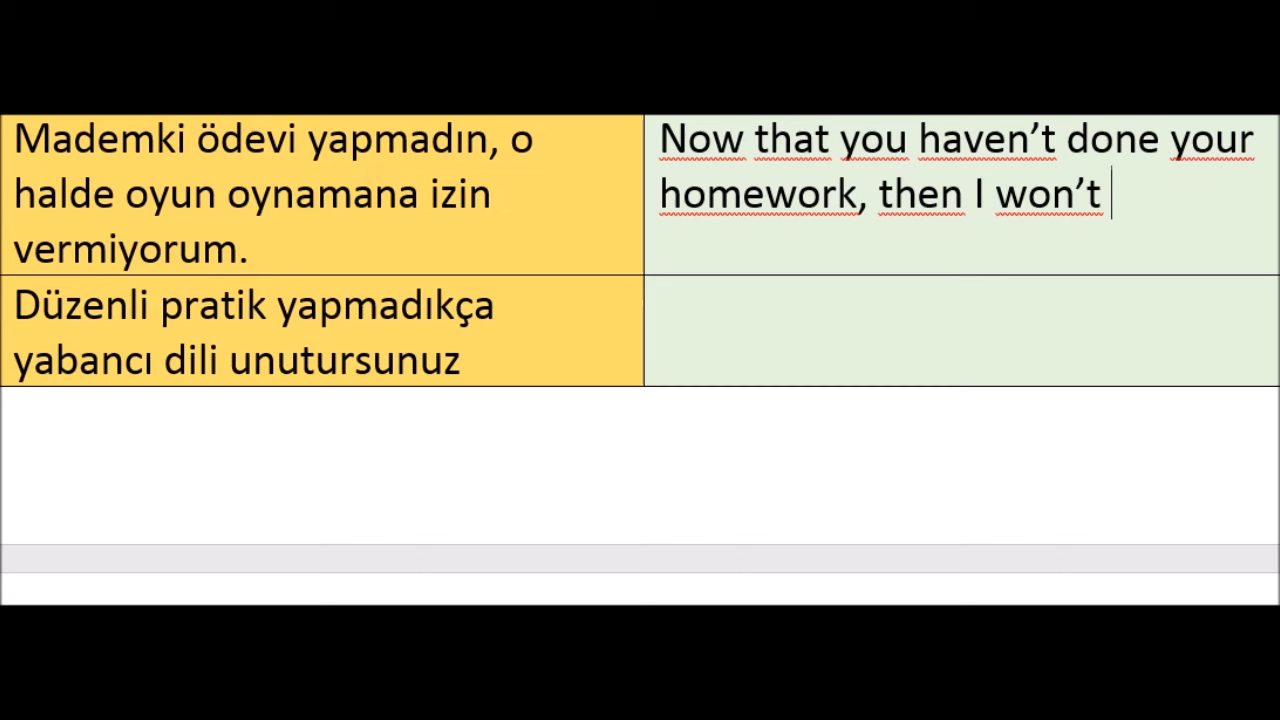 Mademki ödevi yapmadın, o
halde oyun oynamana izin
vermiyorum.
Now that you haven’t done your
homework, then I won’t
Düzenli pratik yapmadıkça
yabancı dili unutursunuz